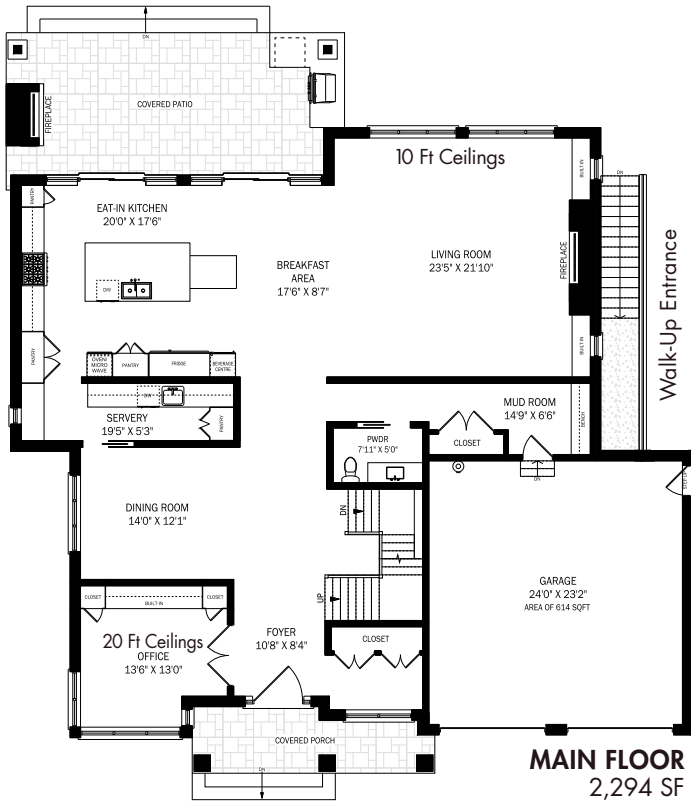 DN
COVERED PATIO
FIREPLACE
10 Ft Ceilings
BUILT-IN
DN
PANTRY
EAT-IN KITCHEN
20'0" X 17'6"
BREAKFAST
AREA
17'6" X 8'7"
LIVING ROOM
23'5" X 21'10"
FIREPLACE
Walk-Up Entrance
D/W
PANTRY
OVEN/
MICRO
WAVE
PANTRY
FRIDGE
BEVERAGE
CENTRE
BUILT-IN
D/W
SERVERY
19'5" X 5'3"
PANTRY
MUD ROOM
14'9" X 6'6"
BENCH
CLOSET
PWDR
7'11" X 5'0"
DN
STEP UP
DINING ROOM
14'0" X 12'1"
DN
UP
GARAGE
24'0" X 23'2"
AREA OF 614 SQFT
CLOSET
BUILT-IN
CLOSET
20 Ft Ceilings
OFFICE
13'6" X 13'0"
FOYER
10'8" X 8'4"
CLOSET
COVERED PORCH
DN
MAIN FLOOR
2,294 SF